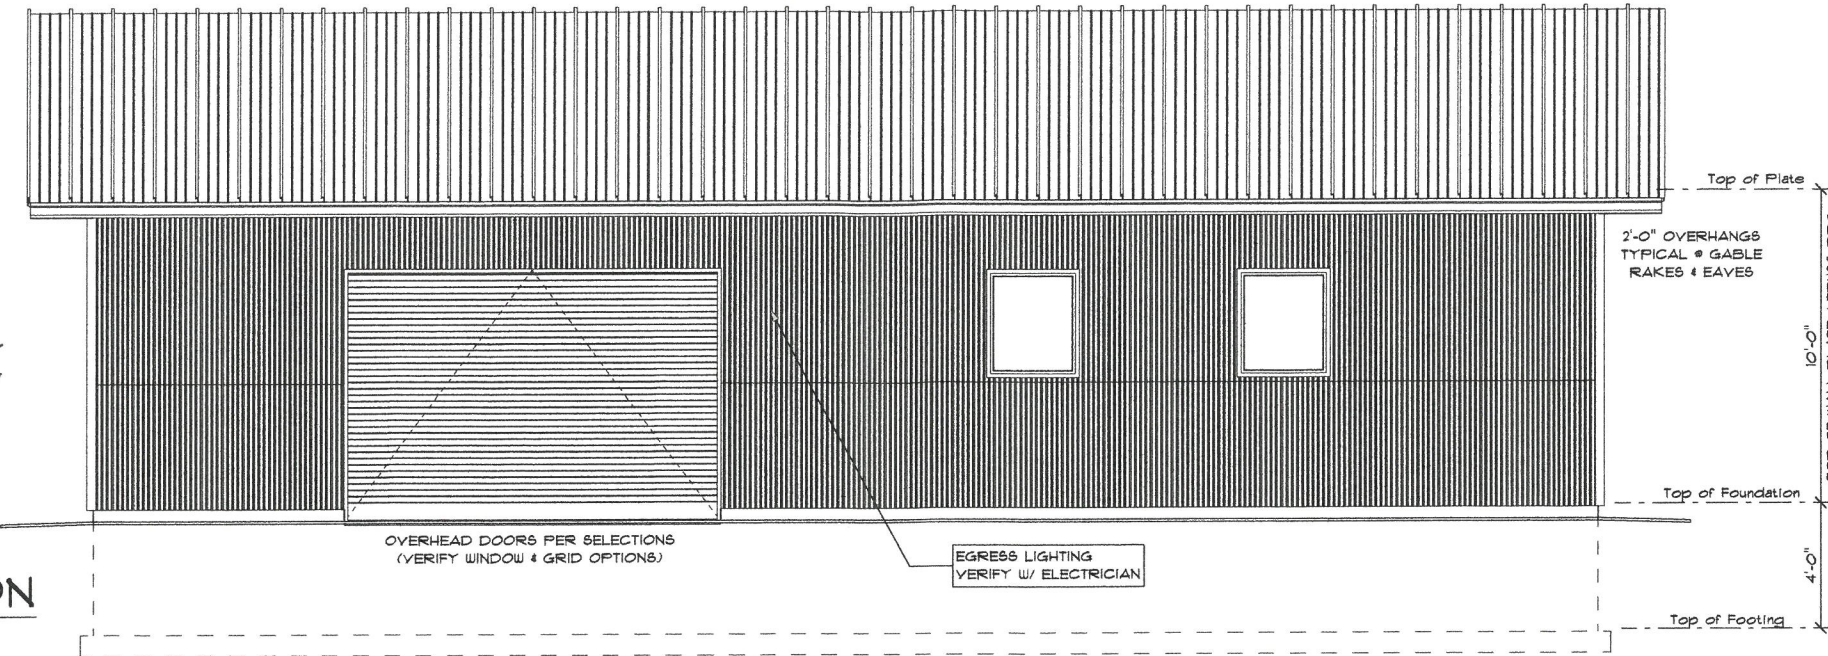 Top of Plate
2'-0" OVERHANGS
TYPICAL @ GABLE
RAKES & EAVES
10'-0"
Top of Foundation
OVERHEAD DOORS PER SELECTIONS
(VERIFY WINDOW & GRID OPTIONS)
EGRESS LIGHTING
VERIFY W/ ELECTRICIAN
4'-0"
ON
Top of Footing